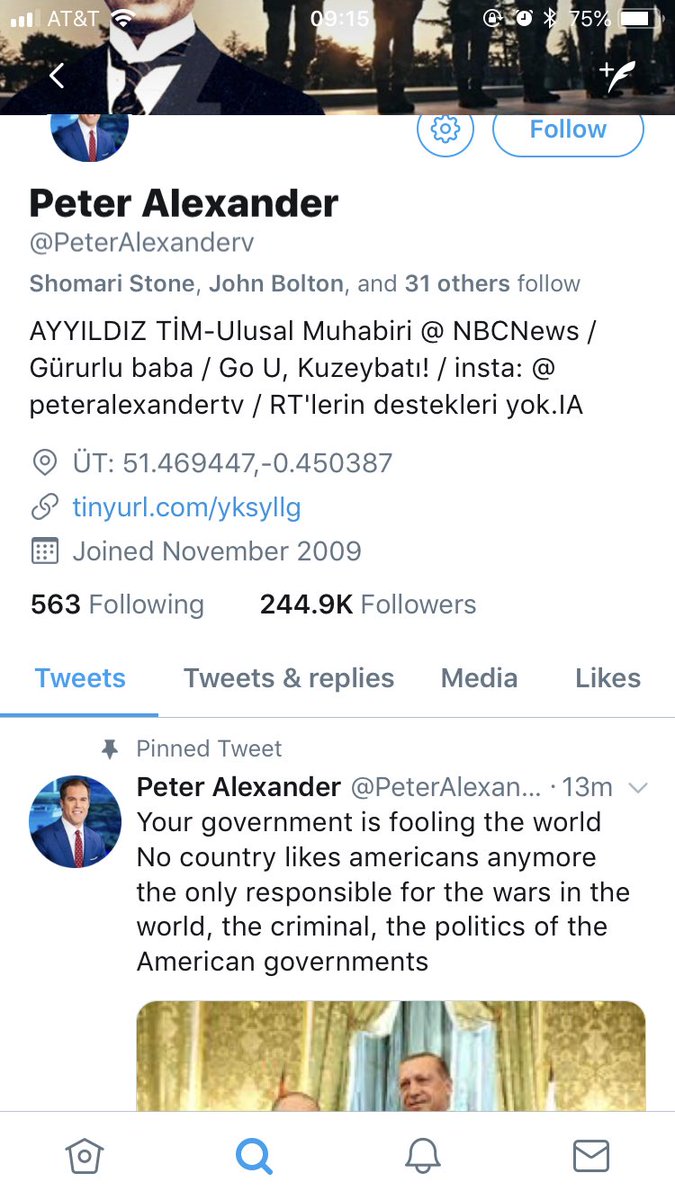 AT&T 09:15 75%
Follow
Peter Alexander
@PeterAlexanderv
Shomari Stone, John Bolton, and 31 others follow
AYYILDIZ TİM-Ulusal Muhabiri @ NBCNews /
Gürurlu baba / Go U, Kuzeybatı! / insta: @
peteralexandertv / RT'lerin destekleri yok.IA
ÜT: 51.469447,-0.450387
tinyurl.com/yksyllg
Joined November 2009
563 Following 244.9K Followers
Tweets Tweets & replies Media Likes
Pinned Tweet
Peter Alexander @PeterAlexan... · 13m
Your government is fooling the world
No country likes americans anymore
the only responsible for the wars in the
world, the criminal, the politics of the
American governments